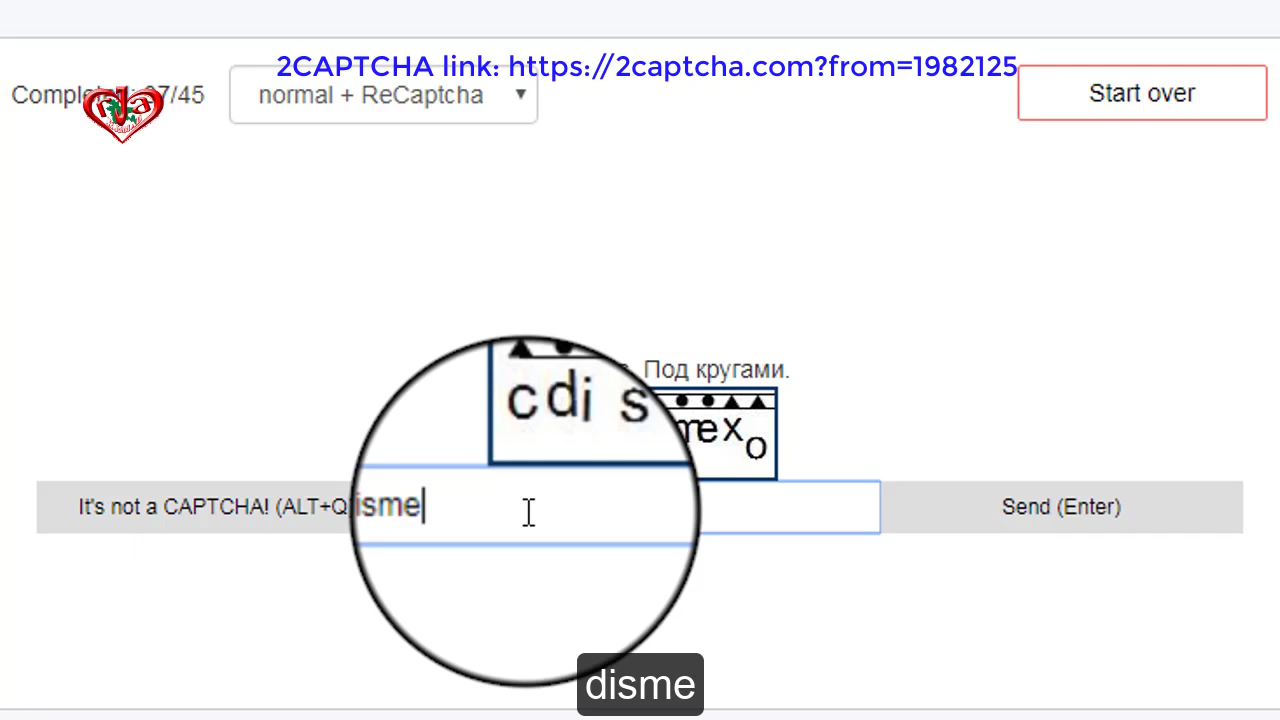 2CAPTCHA link: https://2captcha.com?from=1982125
normal + ReCaptcha
Start over
Под кругами.
cdi s
mexo
It's not a CAPTCHA! (ALT+Q
isme
Send (Enter)
disme